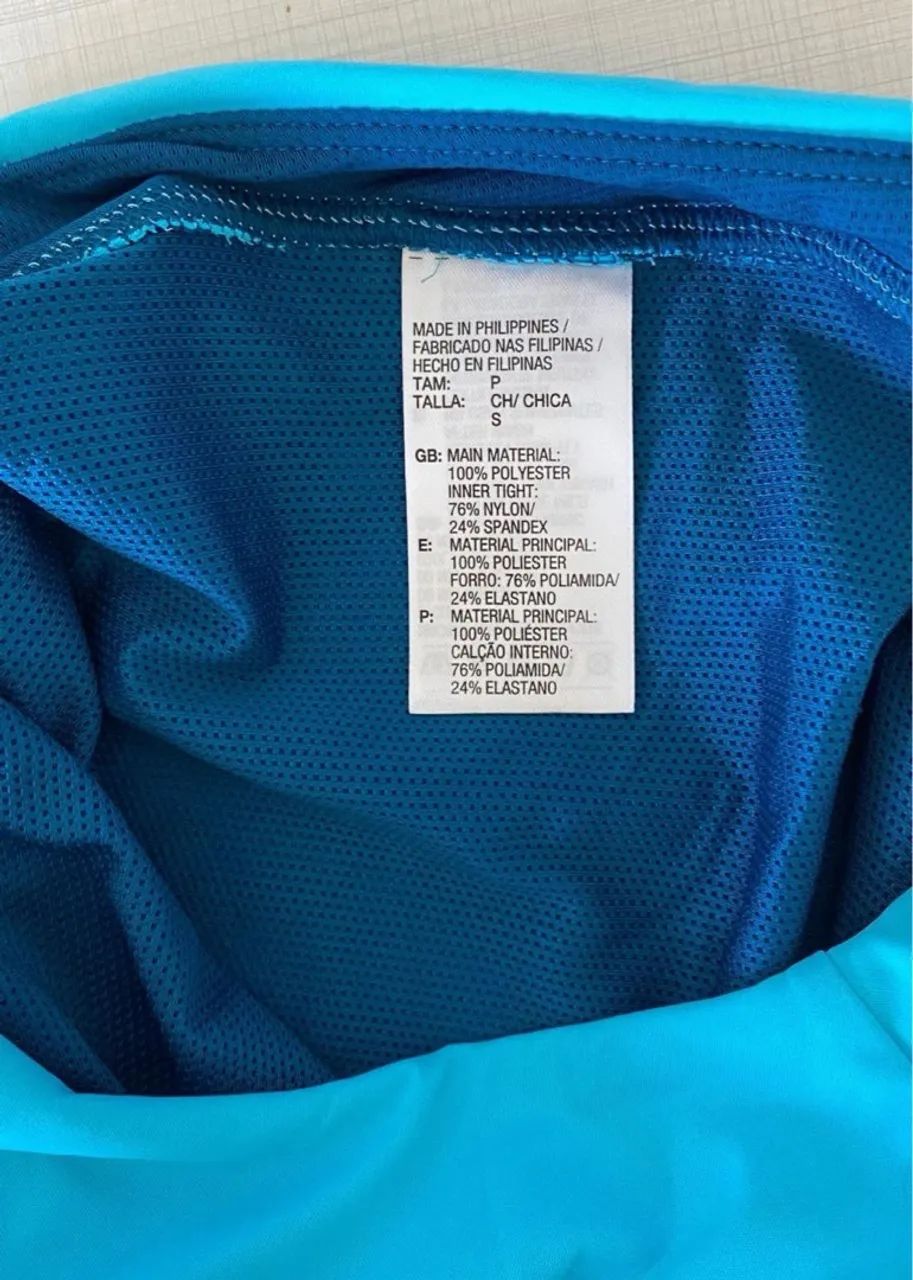 MADE IN PHILIPPINES /
FABRICADO NAS FILIPINAS /
HECHO EN FILIPINAS
TAM: P
TALLA: CH/ CHICA
S
GB: MAIN MATERIAL:
100% POLYESTER
INNER TIGHT:
76% NYLON/
24% SPANDEX
E: MATERIAL PRINCIPAL:
100% POLIESTER
FORRO: 76% POLIAMIDA/
24% ELASTANO
P: MATERIAL PRINCIPAL:
100% POLIÉSTER
CALÇÃO INTERNO:
76% POLIAMIDA/
24% ELASTANO